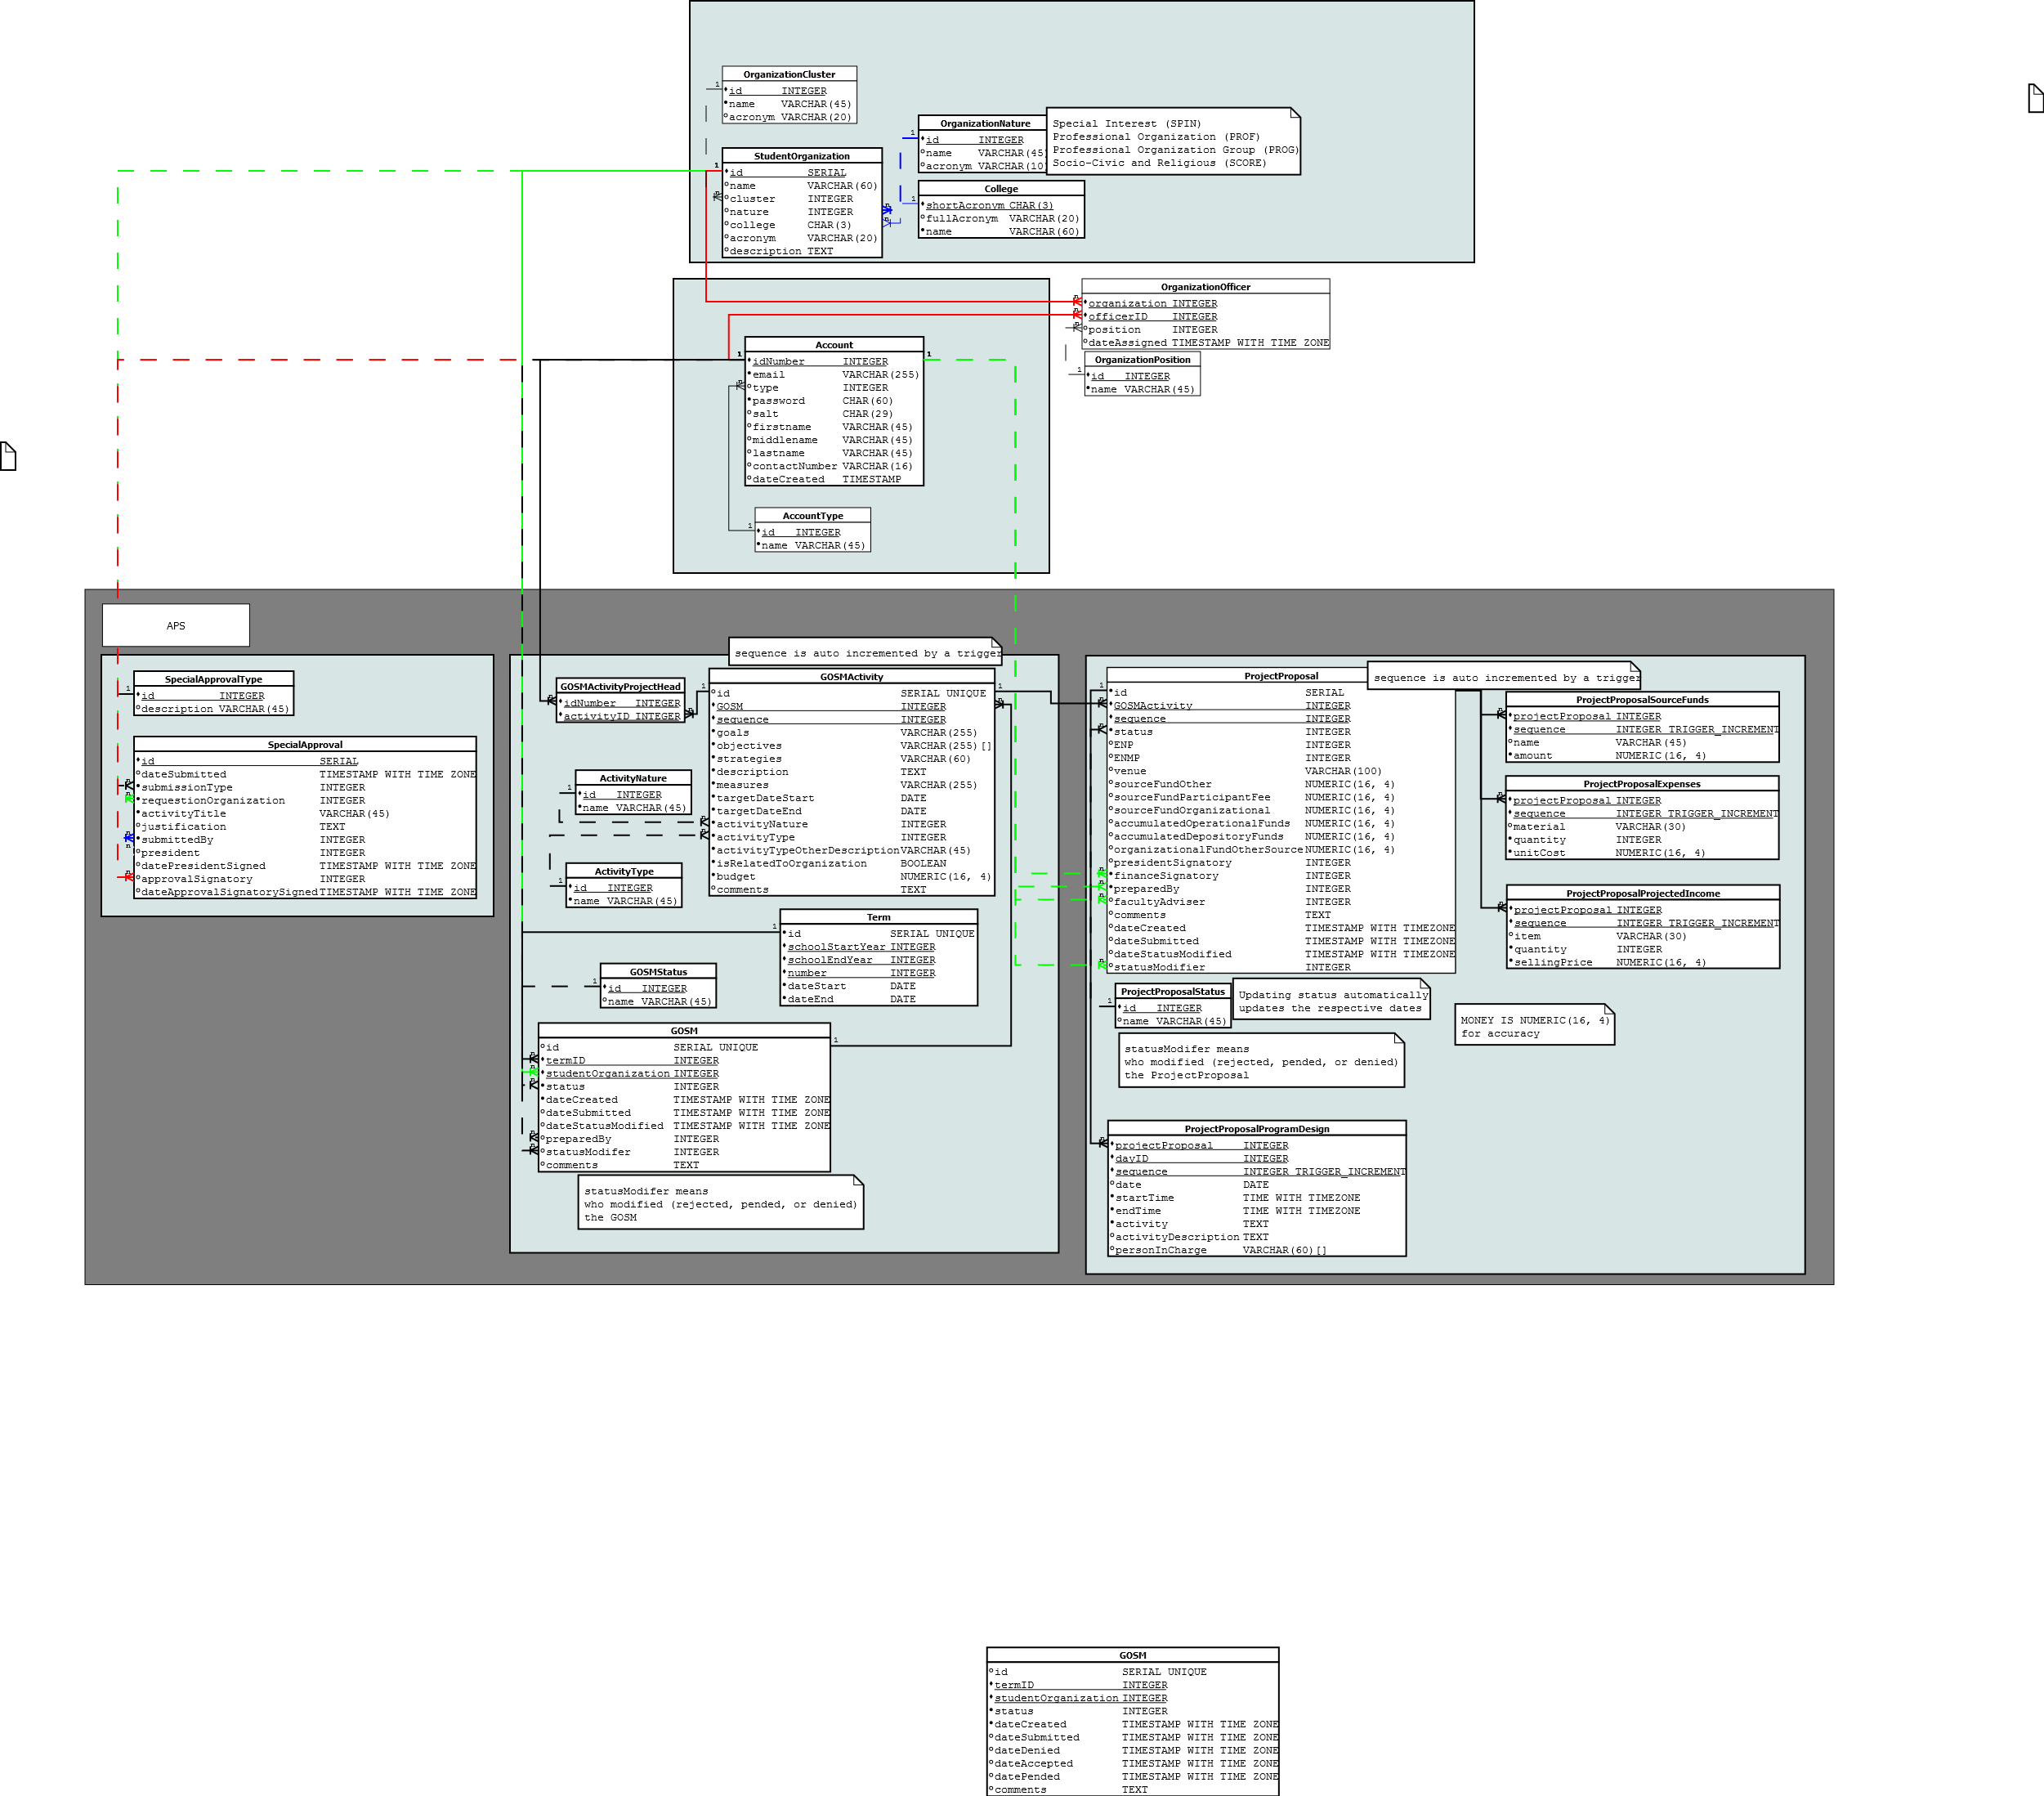 OrganizationCluster
id INTEGER
name VARCHAR(45)
acronym VARCHAR(20)
OrganizationNature
id INTEGER
name VARCHAR(45)
acronym VARCHAR(10)
Special Interest (SPIN)
Professional Organization (PROF)
Professional Organization Group (PROG)
Socio-Civic and Religious (SCORE)
StudentOrganization
id SERIAL
name VARCHAR(60)
cluster INTEGER
nature INTEGER
college CHAR(3)
acronym VARCHAR(20)
description TEXT
College
shortAcronym CHAR(3)
fullAcronym VARCHAR(20)
name VARCHAR(60)
OrganizationOfficer
organization INTEGER
officerID INTEGER
position INTEGER
dateAssigned TIMESTAMP WITH TIME ZONE
OrganizationPosition
id INTEGER
name VARCHAR(45)
Account
idNumber INTEGER
email VARCHAR(255)
type INTEGER
password CHAR(60)
salt CHAR(29)
firstname VARCHAR(45)
middlename VARCHAR(45)
lastname VARCHAR(45)
contactNumber VARCHAR(16)
dateCreated TIMESTAMP
AccountType
id INTEGER
name VARCHAR(45)
APS
SpecialApprovalType
id INTEGER
description VARCHAR(45)
SpecialApproval
id SERIAL
dateSubmitted TIMESTAMP WITH TIME ZONE
submissionType INTEGER
requestionOrganization INTEGER
activityTitle VARCHAR(45)
justification TEXT
submittedBy INTEGER
president INTEGER
datePresidentSigned TIMESTAMP WITH TIME ZONE
approvalSignatory INTEGER
dateApprovalSignatorySigned TIMESTAMP WITH TIME ZONE
sequence is auto incremented by a trigger
GOSMActivityProjectHead
idNumber INTEGER
activityID INTEGER
GOSMActivity
id SERIAL UNIQUE
GOSM INTEGER
sequence INTEGER
goals VARCHAR(255)
objectives VARCHAR(255)[]
strategies VARCHAR(60)
description TEXT
measures VARCHAR(255)
targetDateStart DATE
targetDateEnd DATE
activityNature INTEGER
activityType INTEGER
activityTypeOtherDescription VARCHAR(45)
isRelatedToOrganization BOOLEAN
budget NUMERIC(16, 4)
comments TEXT
ActivityNature
id INTEGER
name VARCHAR(45)
ActivityType
id INTEGER
name VARCHAR(45)
Term
id SERIAL UNIQUE
schoolStartYear INTEGER
schoolEndYear INTEGER
number INTEGER
dateStart DATE
dateEnd DATE
GOSMStatus
id INTEGER
name VARCHAR(45)
GOSM
id SERIAL UNIQUE
termID INTEGER
studentOrganization INTEGER
status INTEGER
dateCreated TIMESTAMP WITH TIME ZONE
dateSubmitted TIMESTAMP WITH TIME ZONE
dateStatusModified TIMESTAMP WITH TIME ZONE
preparedBy INTEGER
statusModifer INTEGER
comments TEXT
statusModifer means
who modified (rejected, pended, or denied)
the GOSM
ProjectProposal
id SERIAL
GOSMActivity INTEGER
sequence INTEGER
status INTEGER
ENP INTEGER
ENMP INTEGER
venue VARCHAR(100)
sourceFundOther NUMERIC(16, 4)
sourceFundParticipantFee NUMERIC(16, 4)
sourceFundOrganizational NUMERIC(16, 4)
accumulatedOperationalFunds NUMERIC(16, 4)
accumulatedDepositoryFunds NUMERIC(16, 4)
organizationalFundOtherSource NUMERIC(16, 4)
presidentSignatory INTEGER
financeSignatory INTEGER
preparedBy INTEGER
facultyAdviser INTEGER
comments TEXT
dateCreated TIMESTAMP WITH TIMEZONE
dateSubmitted TIMESTAMP WITH TIMEZONE
dateStatusModified TIMESTAMP WITH TIMEZONE
statusModifier INTEGER
sequence is auto incremented by a trigger
ProjectProposalSourceFunds
projectProposal INTEGER
sequence INTEGER TRIGGER_INCREMENT
name VARCHAR(45)
amount NUMERIC(16, 4)
ProjectProposalExpenses
projectProposal INTEGER
sequence INTEGER TRIGGER_INCREMENT
material VARCHAR(30)
quantity INTEGER
unitCost NUMERIC(16, 4)
ProjectProposalProjectedIncome
projectProposal INTEGER
sequence INTEGER TRIGGER_INCREMENT
item VARCHAR(30)
quantity INTEGER
sellingPrice NUMERIC(16, 4)
ProjectProposalStatus
id INTEGER
name VARCHAR(45)
Updating status automatically
updates the respective dates
MONEY IS NUMERIC(16, 4)
for accuracy
statusModifer means
who modified (rejected, pended, or denied)
the ProjectProposal
ProjectProposalProgramDesign
projectProposal INTEGER
dayID INTEGER
sequence INTEGER TRIGGER_INCREMENT
date DATE
startTime TIME WITH TIMEZONE
endTime TIME WITH TIMEZONE
activity TEXT
activityDescription TEXT
personInCharge VARCHAR(60)[]
GOSM
id SERIAL UNIQUE
termID INTEGER
studentOrganization INTEGER
status INTEGER
dateCreated TIMESTAMP WITH TIME ZONE
dateSubmitted TIMESTAMP WITH TIME ZONE
dateDenied TIMESTAMP WITH TIME ZONE
dateAccepted TIMESTAMP WITH TIME ZONE
datePended TIMESTAMP WITH TIME ZONE
comments TEXT